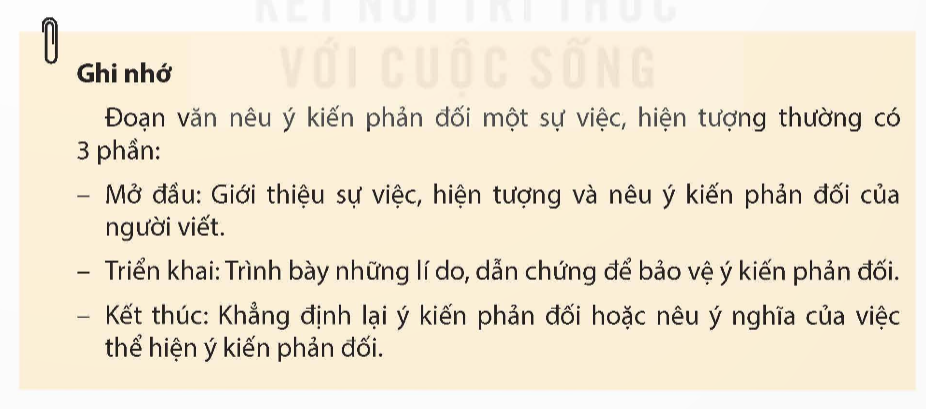 KẾT NỐI TRI THỨC
VỚI CUỘC SỐNG
Ghi nhớ
Đoạn văn nêu ý kiến phản đối một sự việc, hiện tượng thường có
3 phần:
– Mở đầu: Giới thiệu sự việc, hiện tượng và nêu ý kiến phản đối của
người viết.
– Triển khai: Trình bày những lí do, dẫn chứng để bảo vệ ý kiến phản đối.
– Kết thúc: Khẳng định lại ý kiến phản đối hoặc nêu ý nghĩa của việc
thể hiện ý kiến phản đối.